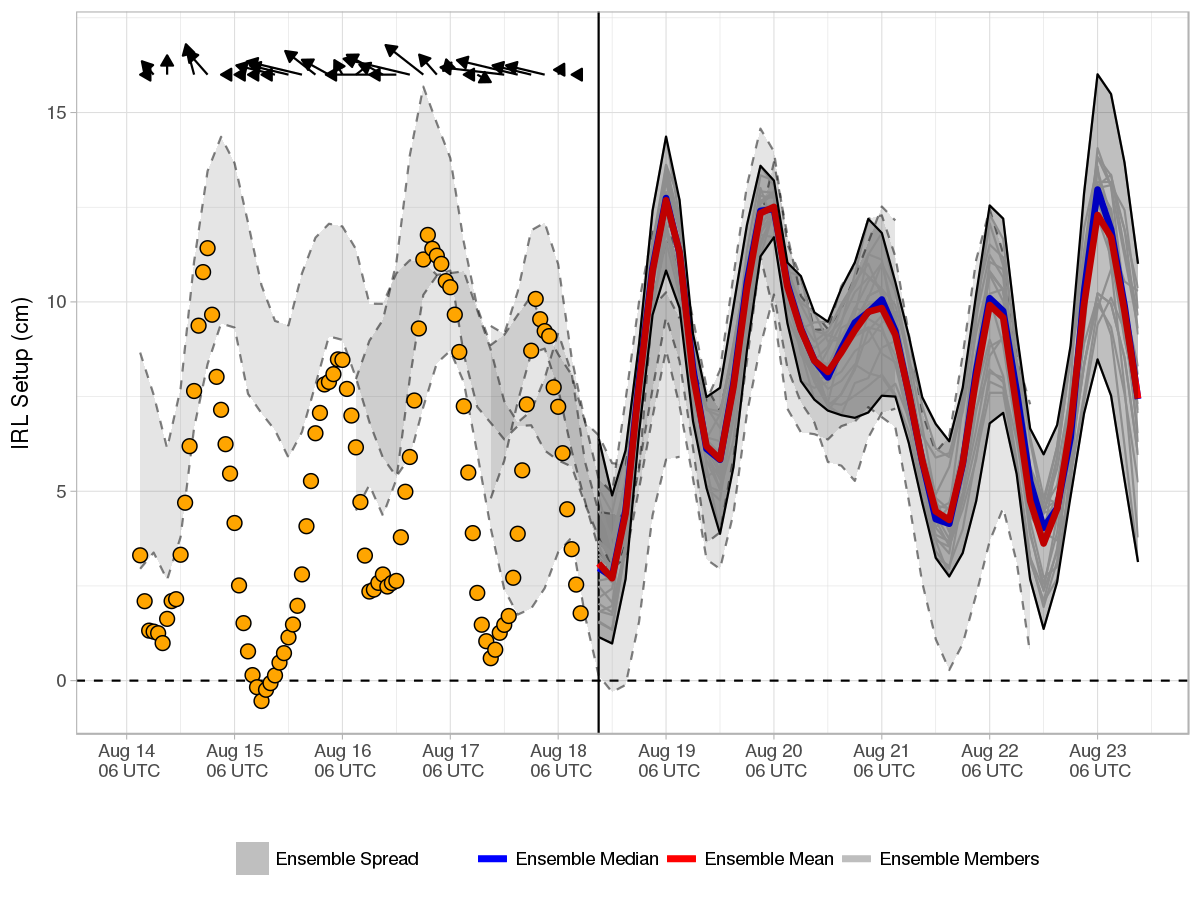 IRL Setup (cm)
15
10
5
0
Aug 14 Aug 15 Aug 16 Aug 17 Aug 18 Aug 19 Aug 20 Aug 21 Aug 22 Aug 23
06 UTC 06 UTC 06 UTC 06 UTC 06 UTC 06 UTC 06 UTC 06 UTC 06 UTC 06 UTC
Ensemble Spread Ensemble Median Ensemble Mean Ensemble Members